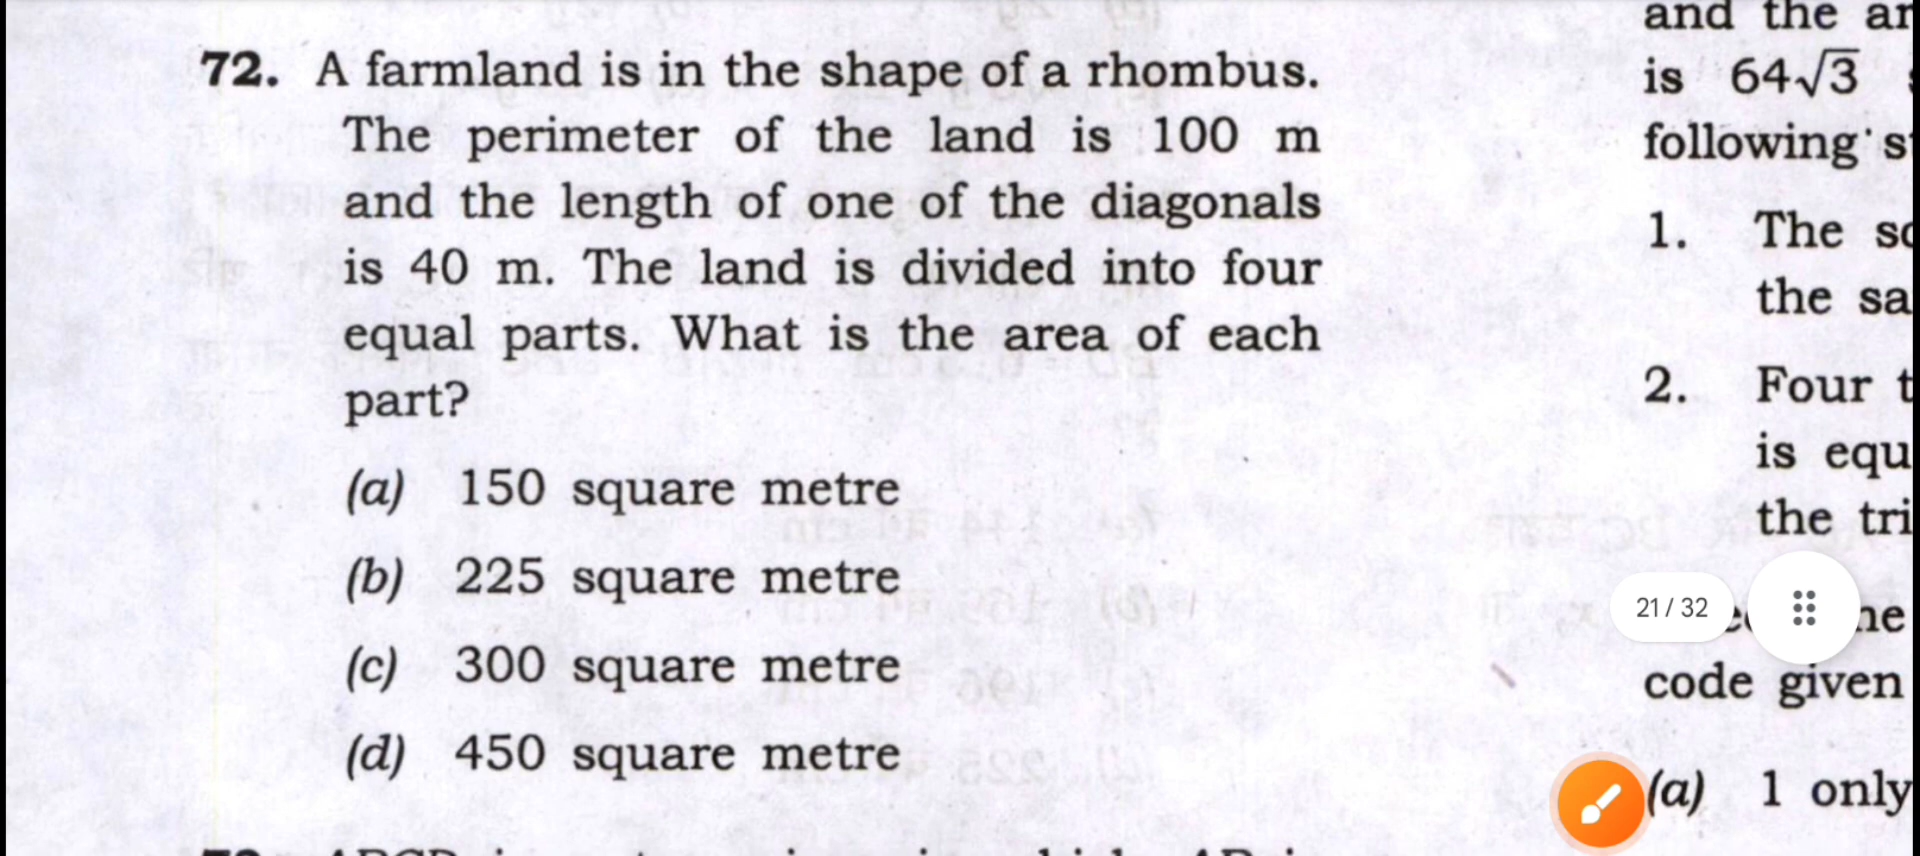 72. A farmland is in the shape of a rhombus.
The perimeter of the land is 100 m
and the length of one of the diagonals
is 40 m. The land is divided into four
equal parts. What is the area of each
part?
(a) 150 square metre
(b) 225 square metre
(c) 300 square metre
(d) 450 square metre
and the
is 64√3
following
1. The
the
2. Four
is
the
21 / 32
code given
(a) 1 only